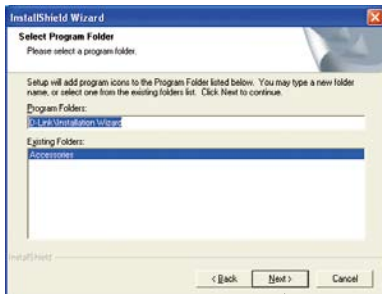 InstallShield Wizard
Select Program Folder
Please select a program folder.
Setup will add program icons to the Program Folder listed below. You may type a new folder
name, or select one from the existing folders list. Click Next to continue.
Program Folders:
D-Link\Installation Wizard
Existing Folders:
Accessories
InstallShield
< Back Next > Cancel